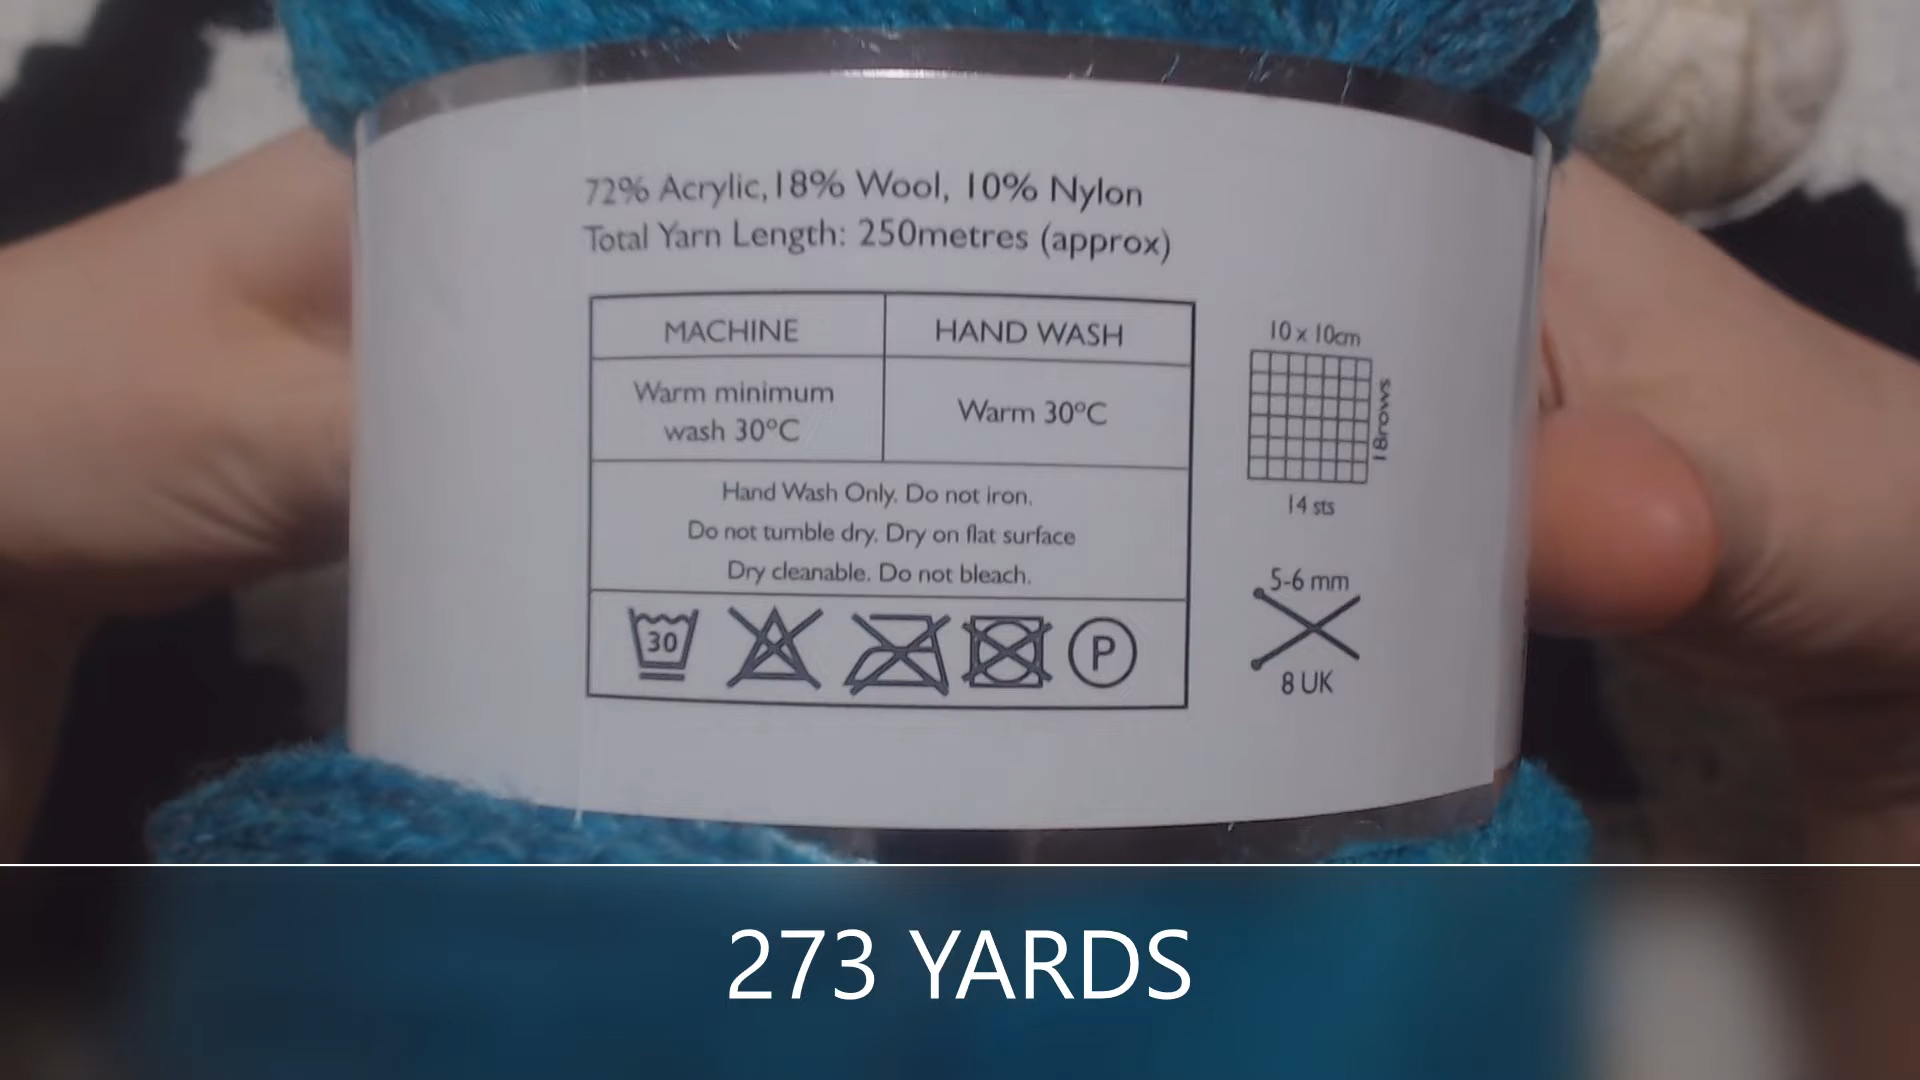 72% Acrylic, 18% Wool, 10% Nylon
Total Yarn Length: 250metres (approx)
MACHINE
HAND WASH
Warm minimum
wash 30°C
Warm 30°C
Hand Wash Only. Do not iron.
Do not tumble dry. Dry on flat surface
Dry cleanable. Do not bleach.
30
P
10 x 10cm
18rows
14 sts
5-6 mm
8 UK
273 YARDS